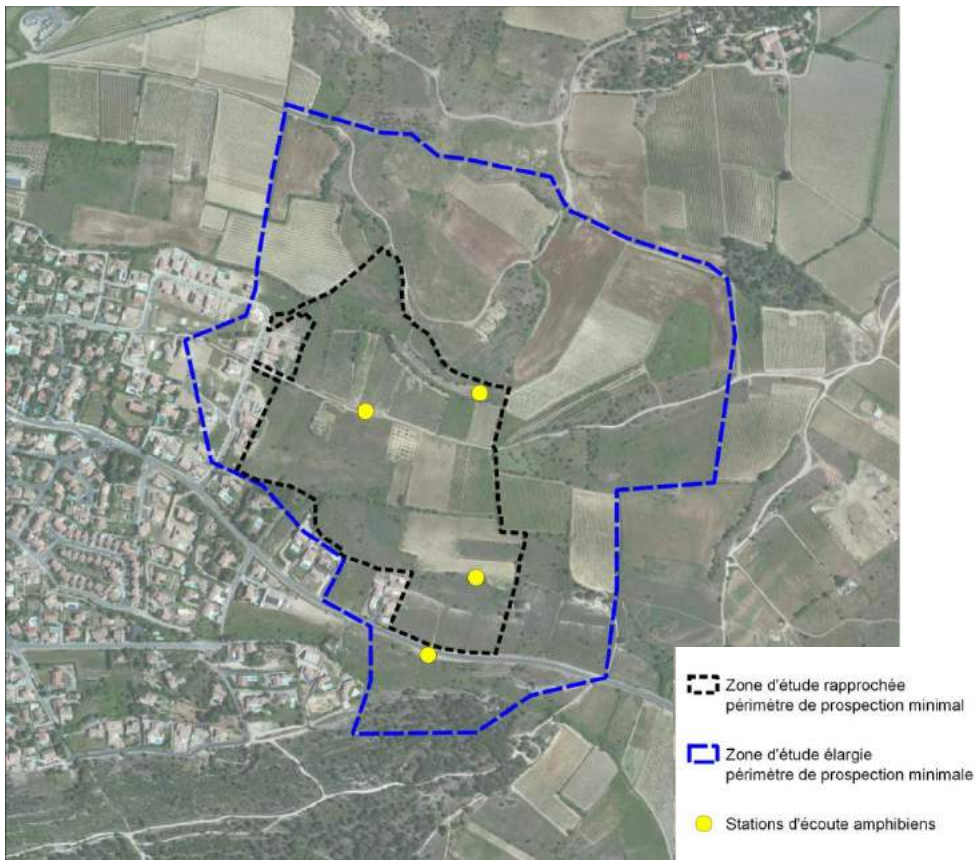 Zone d'étude rapprochée
périmètre de prospection minimal
Zone d'étude élargie
périmètre de prospection minimale
Stations d'écoute amphibiens